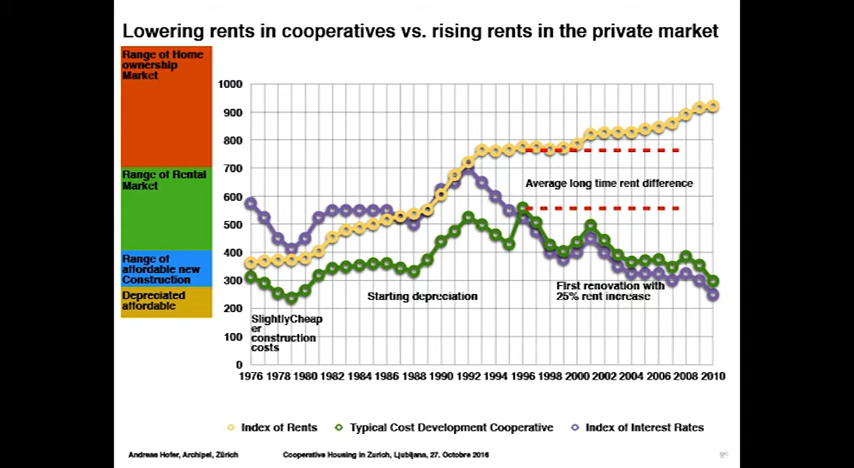 Lowering rents in cooperatives vs. rising rents in the private market
Range of Home
ownership
Market
Range of Rental
Market
Range of
affordable new
Construction
Depreciated
affordable
1000
900
800
700
600
500
400
300
200
100
0
Average long time rent difference
Starting depreciation
First renovation with
25% rent increase
SlightlyCheap
er
construction
costs
1976 1978 1980 1982 1984 1986 1988 1990 1992 1994 1996 1998 2000 2002 2004 2006 2008 2010
Index of Rents Typical Cost Development Cooperative Index of Interest Rates
Andreas Hofer, Archipel, Zürich Cooperative Housing in Zurich, Ljubljana, 27. Octobre 2016